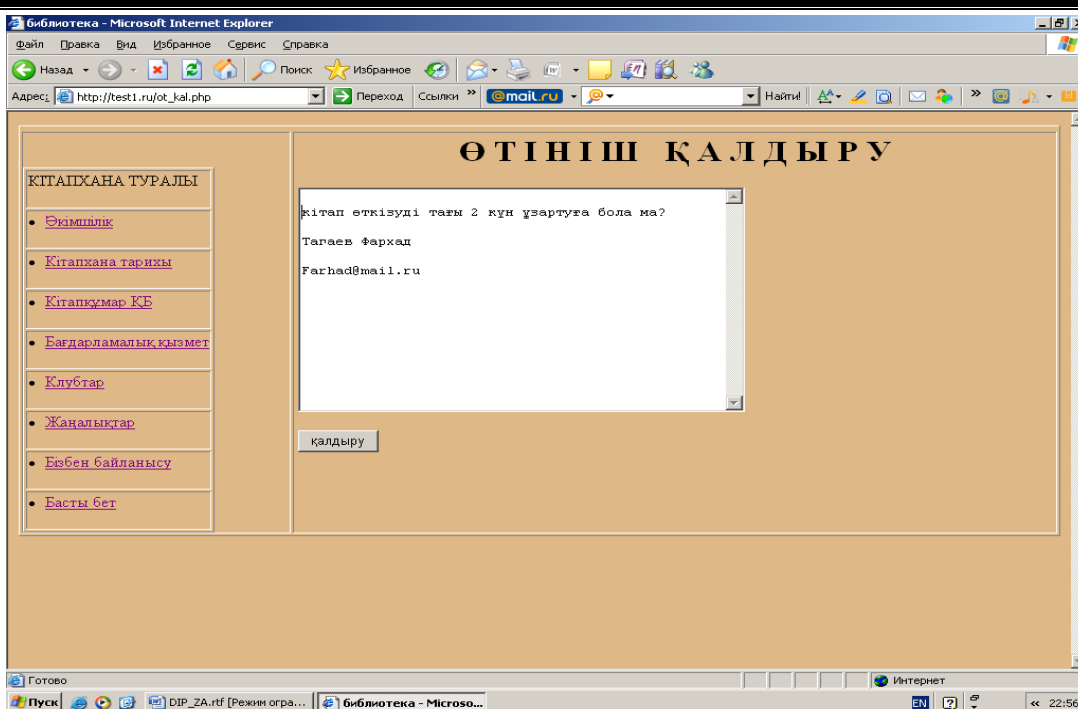 библиотека - Microsoft Internet Explorer
Файл Правка Вид Избранное Сервис Справка
Назад Поиск Избранное
Адрес: http://test1.ru/ot_kal.php Переход Ссылки » @mail.ru Найти! »
ӨТІНІШ ҚАЛДЫРУ
КІТАПХАНА ТУРАЛЫ
• Әкімшілік
• Кітапхана тарихы
• Кітапқұмар ҚБ
• Бағдарламалық қызмет
• Клубтар
• Жаңалықтар
• Бізбен байланысу
• Басты бет
кітап өткізуді тағы 2 күн ұзартуға бола ма?
Тагаев Фархад
Farhad@mail.ru
қалдыру
Готово Интернет
Пуск DIP_ZA.rtf [Режим огра... библиотека - Microso... EN « 22:56